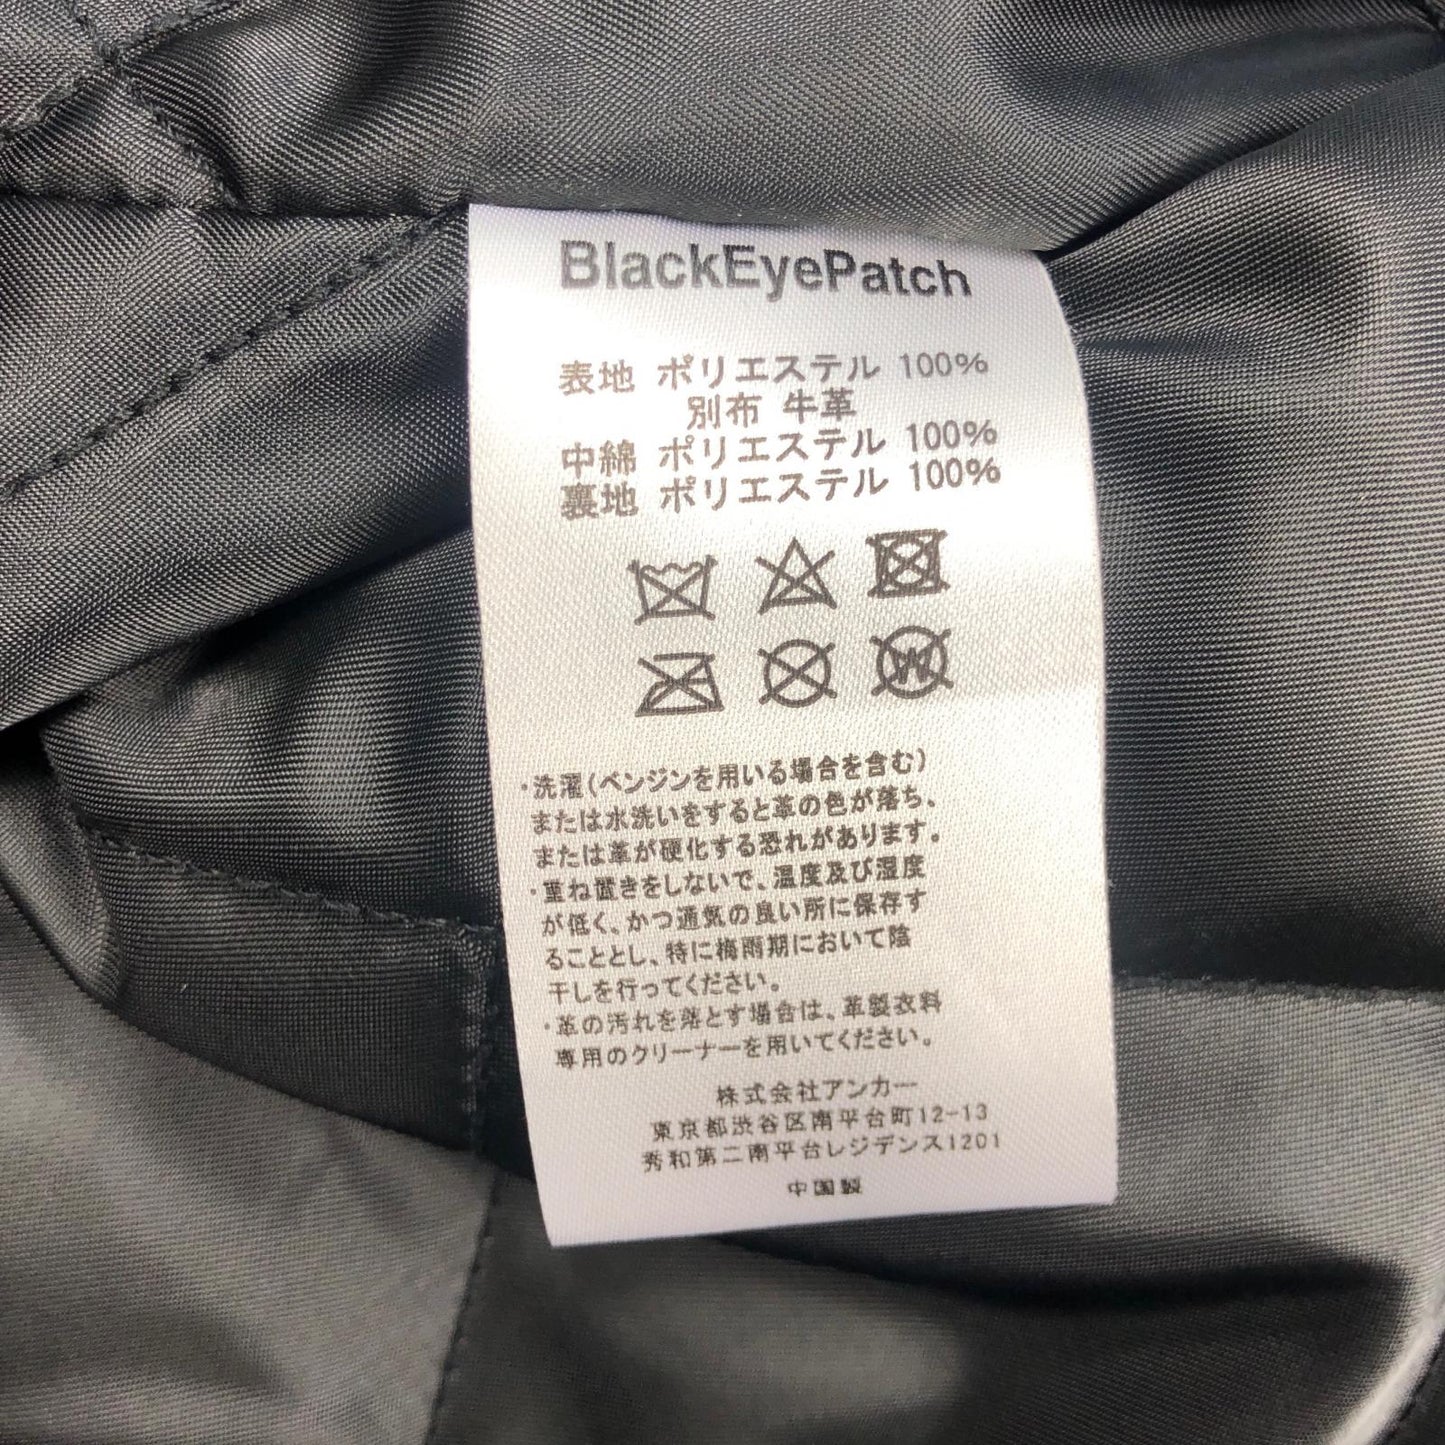 BlackEyePatch
表地 ポリエステル 100%
別布 牛革
中綿 ポリエステル 100%
裏地 ポリエステル 100%
W
・洗濯(ベンジンを用いる場合を含む)
または水洗いをすると革の色が落ち、
または革が硬化する恐れがあります。
・重ね置きをしないで、温度及び湿度
が低く、かつ通気の良い所に保存す
ることとし、特に梅雨期において陰
干しを行ってください。
・革の汚れを落とす場合は、革製衣料
専用のクリーナーを用いてください。
株式会社アンカー
東京都渋谷区南平台町12-13
秀和第二南平台レジデンス1201
中国製